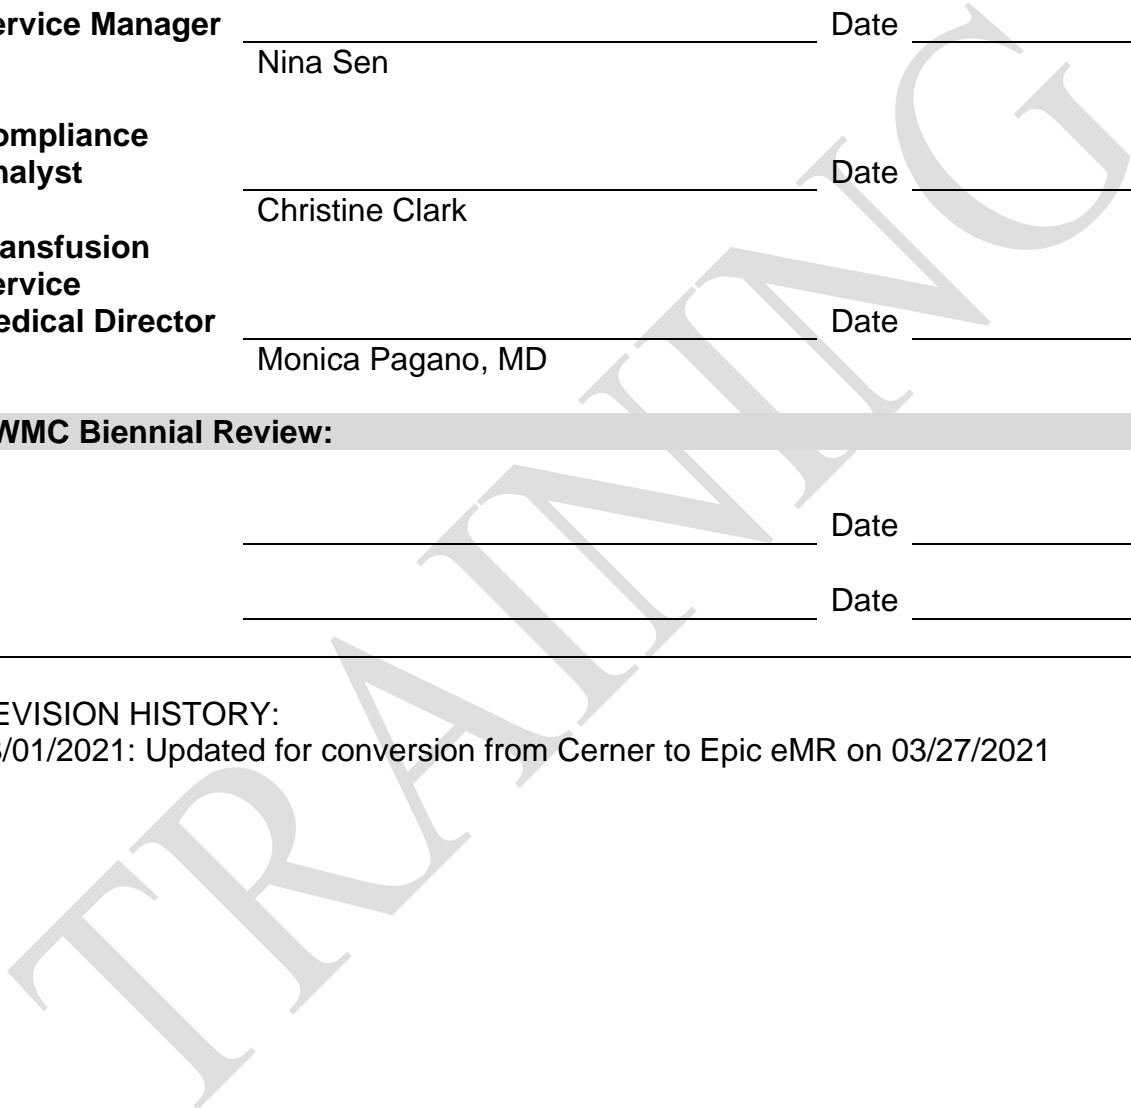 ervice Manager Date
Nina Sen
ompliance
nalyst Date
Christine Clark
ansfusion
ervice
edical Director Date
Monica Pagano, MD
WMC Biennial Review:
Date
Date
EVISION HISTORY:
/01/2021: Updated for conversion from Cerner to Epic eMR on 03/27/2021
TRAINING